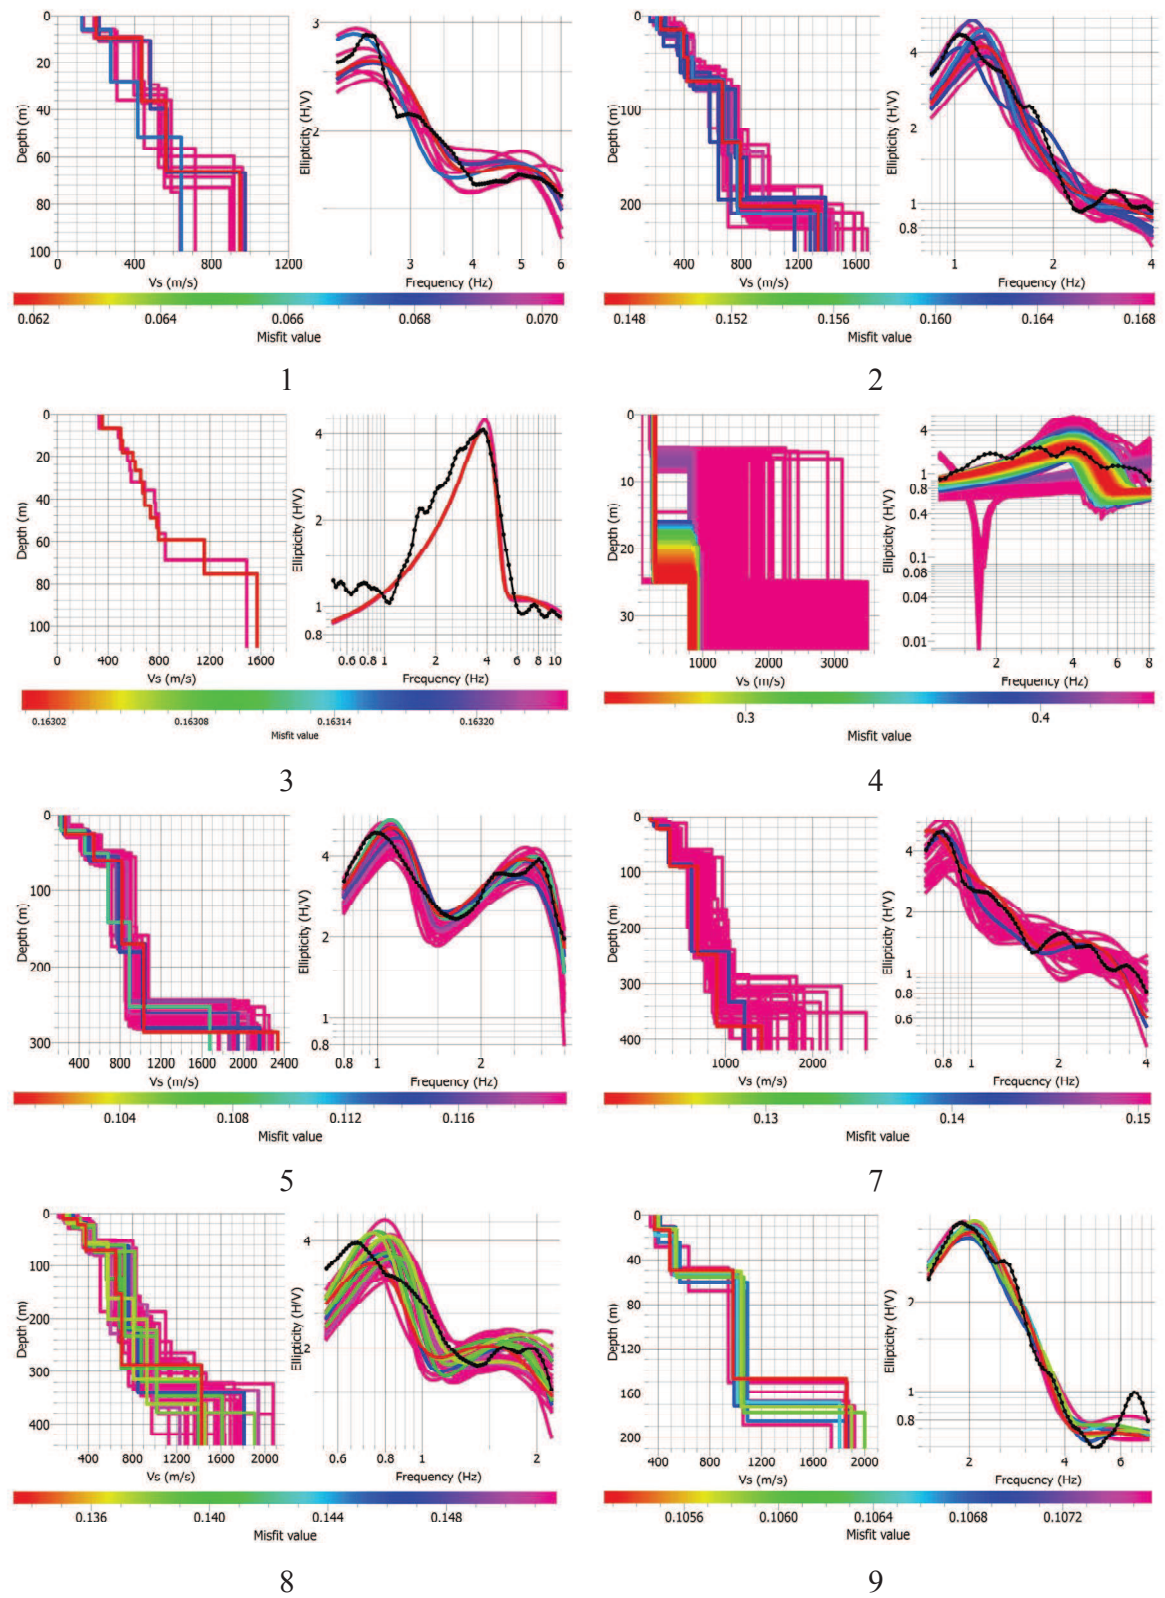 0
20
40
60
80
100
Depth (m)
0 400 800 1200
Vs (m/s)
3
2
Ellipticity (H/V)
3 4 5 6
Frequency (Hz)
0.062 0.064 0.066 0.068 0.070
Misfit value
1
0
100
200
Depth (m)
400 800 1200 1600
Vs (m/s)
4
2
1
0.8
Ellipticity (H/V)
1 2 4
Frequency (Hz)
0.148 0.152 0.156 0.160 0.164 0.168
Misfit value
2
0
20
40
60
80
100
Depth (m)
0 400 800 1200 1600
Vs (m/s)
4
2
1
0.8
Ellipticity (H/V)
0.6 0.8 1 2 4 6 8 10
Frequency (Hz)
0.16302 0.16308 0.16314 0.16320
Misfit value
3
0
10
20
30
Depth (m)
1000 2000 3000
Vs (m/s)
4
1
0.8
0.4
0.1
0.08
0.04
0.01
Ellipticity (H/V)
2 4 6 8
Frequency (Hz)
0.3 0.4
Misfit value
4
0
100
200
300
Depth (m)
400 800 1200 1600 2000 2400
Vs (m/s)
4
2
1
0.8
Ellipticity (H/V)
0.8 1 2
Frequency (Hz)
0.104 0.108 0.112 0.116
Misfit value
5
0
100
200
300
400
Depth (m)
1000 2000
Vs (m/s)
4
2
1
0.8
0.6
Ellipticity (H/V)
0.8 1 2 4
Frequency (Hz)
0.13 0.14 0.15
Misfit value
7
0
100
200
300
400
Depth (m)
400 800 1200 1600 2000
Vs (m/s)
4
2
Ellipticity (H/V)
0.6 0.8 1 2
Frequency (Hz)
0.136 0.140 0.144 0.148
Misfit value
8
0
40
80
120
160
200
Depth (m)
400 800 1200 1600 2000
Vs (m/s)
2
1
0.8
Ellipticity (H/V)
2 4 6
Frequency (Hz)
0.1056 0.1060 0.1064 0.1068 0.1072
Misfit value
9